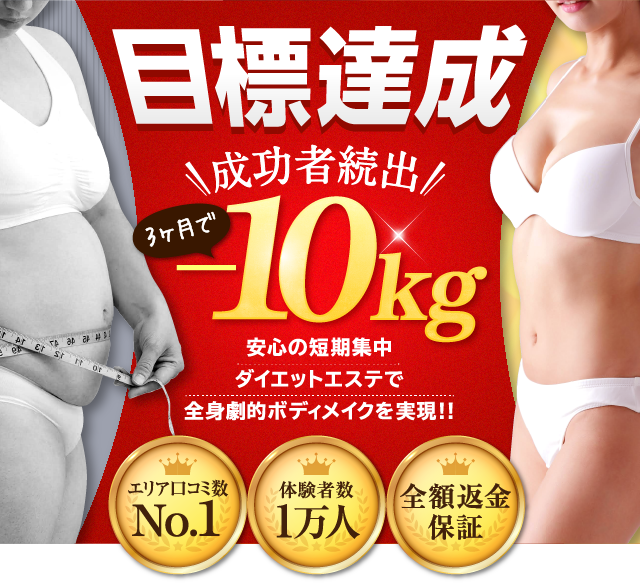 目標達成
成功者続出
3ヶ月で
-10kg
安心の短期集中
ダイエットエステで
全身劇的ボディメイクを実現!!
エリア口コミ数
No.1
体験者数
1万人
全額返金
保証